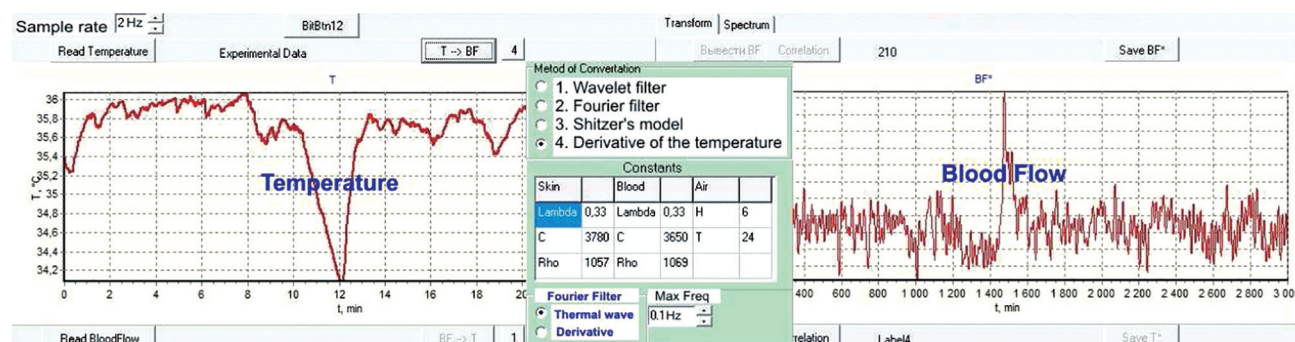 Sample rate 2 Hz BitBtn12 Transform Spectrum
Read Temperature Experimental Data T --> BF 4 Вывести BF Correlation 210 Save BF*
T
36
35,8
35,6
35,4
35,2
35
34,8
34,6
34,4
34,2
T, °C
Temperature
0 2 4 6 8 10 12 14 16 18 20
t, min
Metod of Convertation
1. Wavelet filter
2. Fourier filter
3. Shitzer's model
4. Derivative of the temperature
Constants
Skin Blood Air
Lambda 0,33 Lambda 0,33 H 6
C 3780 C 3650 T 24
Rho 1057 Rho 1069
Fourier Filter Max Freq
Thermal wave 0.1Hz
Derivative
BF*
Blood Flow
400 600 800 1 000 1 200 1 400 1 600 1 800 2 000 2 200 2 400 2 600 2 800 3 00
t, min
Read BloodFlow BF --> T 1 relation Label4 Save T*